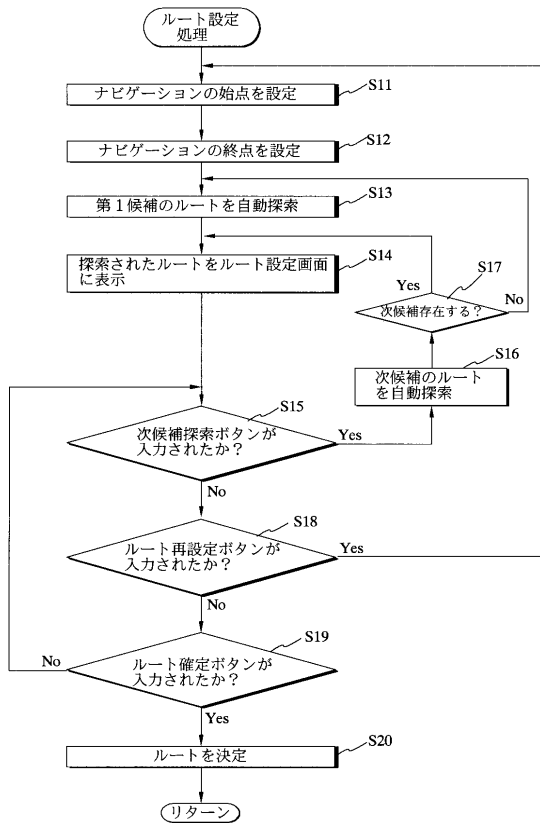 ルート設定
処理
S11
ナビゲーションの始点を設定
S12
ナビゲーションの終点を設定
S13
第1候補のルートを自動探索
S14
探索されたルートをルート設定画面
に表示
S17
Yes
次候補存在する？
No
S16
次候補のルート
を自動探索
S15
次候補探索ボタンが
入力されたか？
Yes
No
S18
ルート再設定ボタンが
入力されたか？
Yes
No
S19
No
ルート確定ボタンが
入力されたか？
Yes
S20
ルートを決定
リターン